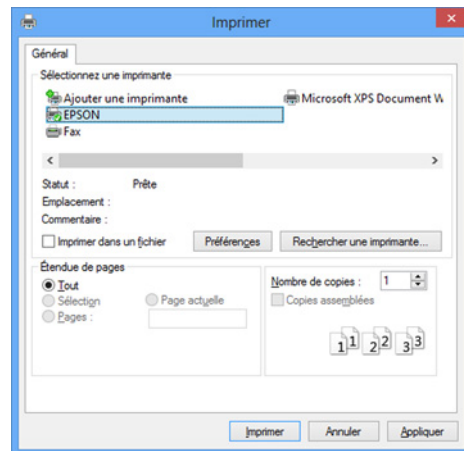 Imprimer
Général
Sélectionnez une imprimante
Ajouter une imprimante
Microsoft XPS Document W
EPSON
Fax
Statut : Prête
Emplacement :
Commentaire :
Imprimer dans un fichier
Préférences
Rechercher une imprimante...
Étendue de pages
Tout
Sélection
Page actuelle
Pages :
Nombre de copies : 1
Copies assemblées
1 1 2 2 3 3
Imprimer
Annuler
Appliquer